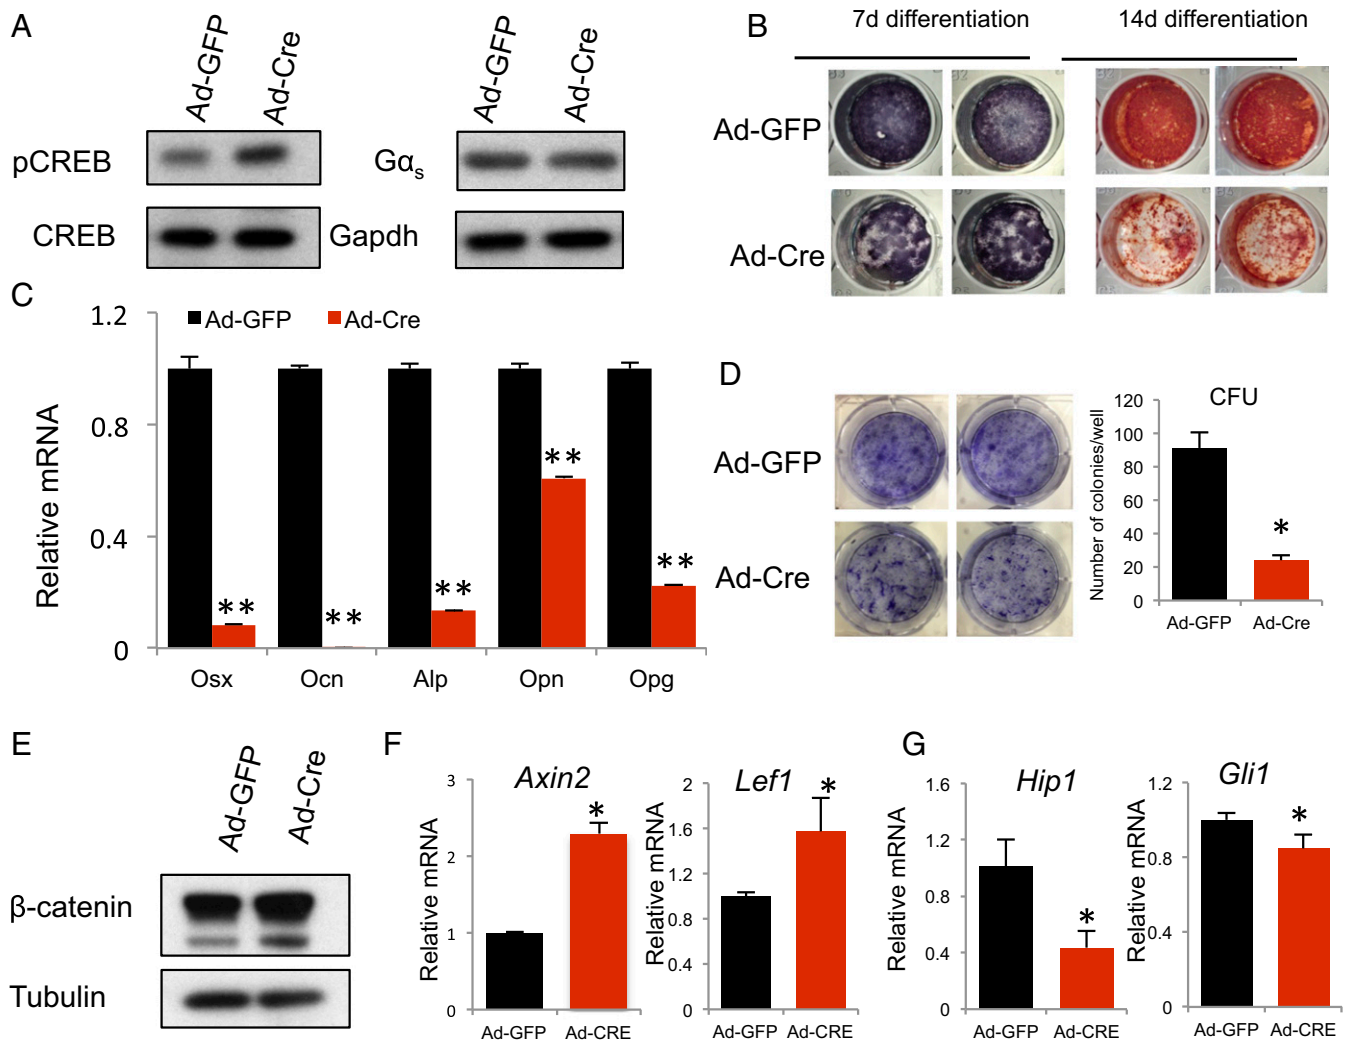 A
Ad-GFP
Ad-Cre
pCREB
CREB
Ad-GFP
Ad-Cre
Gαs
Gapdh
B
7d differentiation
14d differentiation
Ad-GFP
Ad-Cre
C
Ad-GFP
Ad-Cre
Relative mRNA
1.2
0.8
0.4
0
**
**
**
**
**
Osx
Ocn
Alp
Opn
Opg
D
Ad-GFP
Ad-Cre
CFU
Number of colonies/well
120
100
80
60
40
20
0
*
Ad-GFP
Ad-Cre
E
Ad-GFP
Ad-Cre
β-catenin
Tubulin
F
Axin2
Relative mRNA
3
2
1
0
*
Ad-GFP
Ad-CRE
Lef1
Relative mRNA
2
1.6
1.2
0.8
0.4
0
*
Ad-GFP
Ad-CRE
G
Hip1
Relative mRNA
1.6
1.2
0.8
0.4
0
*
Ad-GFP
Ad-CRE
Gli1
Relative mRNA
1.2
0.8
0.4
0
*
Ad-GFP
Ad-CRE